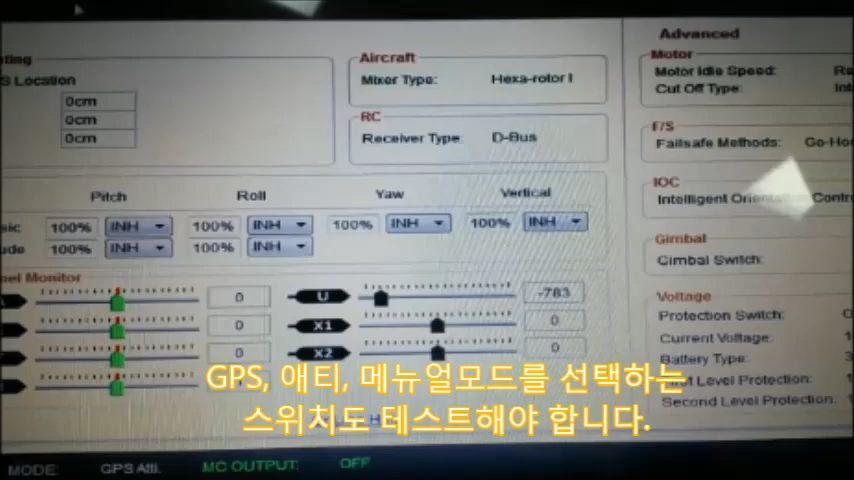 Advanced
Aircraft
Mixer Type: Hexa-rotor I
RC
Receiver Type: D-Bus
Motor
Motor Idle Speed:
Cut Off Type:
F/S
Failsafe Methods:
IOC
Intelligent
Gimbal
Gimbal Switch:
Voltage
Protection Switch:
Current Voltage:
Battery Type:
First Level Protection:
Second Level Protection:
Location
0cm
0cm
0cm
Pitch Roll Yaw Vertical
100% INH 100% INH 100% INH 100% INH
100% INH 100% INH
Monitor
0 U -783
0 X1 0
0 X2 0
GPS, 애티, 메뉴얼모드를 선택하는
스위치도 테스트해야 합니다.
MODE: GPS Atti. MC OUTPUT: OFF